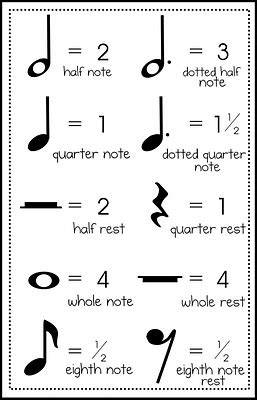 = 2
half note
= 3
dotted half
note
= 1
quarter note
= 1½
dotted quarter
note
= 2
half rest
= 1
quarter rest
= 4
whole note
= 4
whole rest
= ½
eighth note
= ½
eighth note
rest